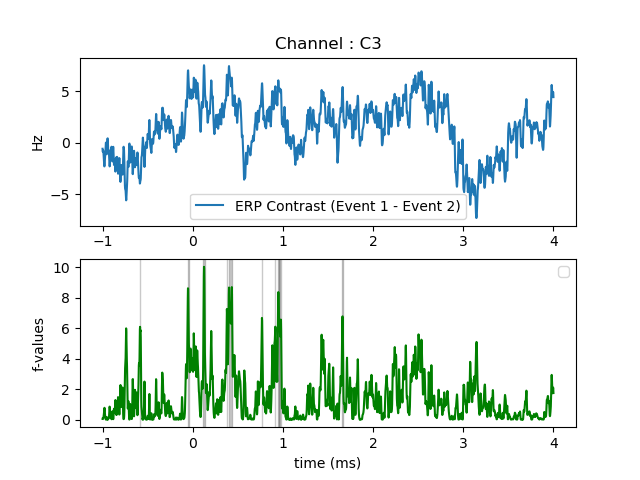 Channel : C3
Hz
5
0
−5
ERP Contrast (Event 1 - Event 2)
−1 0 1 2 3 4
f-values
10
8
6
4
2
0
−1 0 1 2 3 4
time (ms)